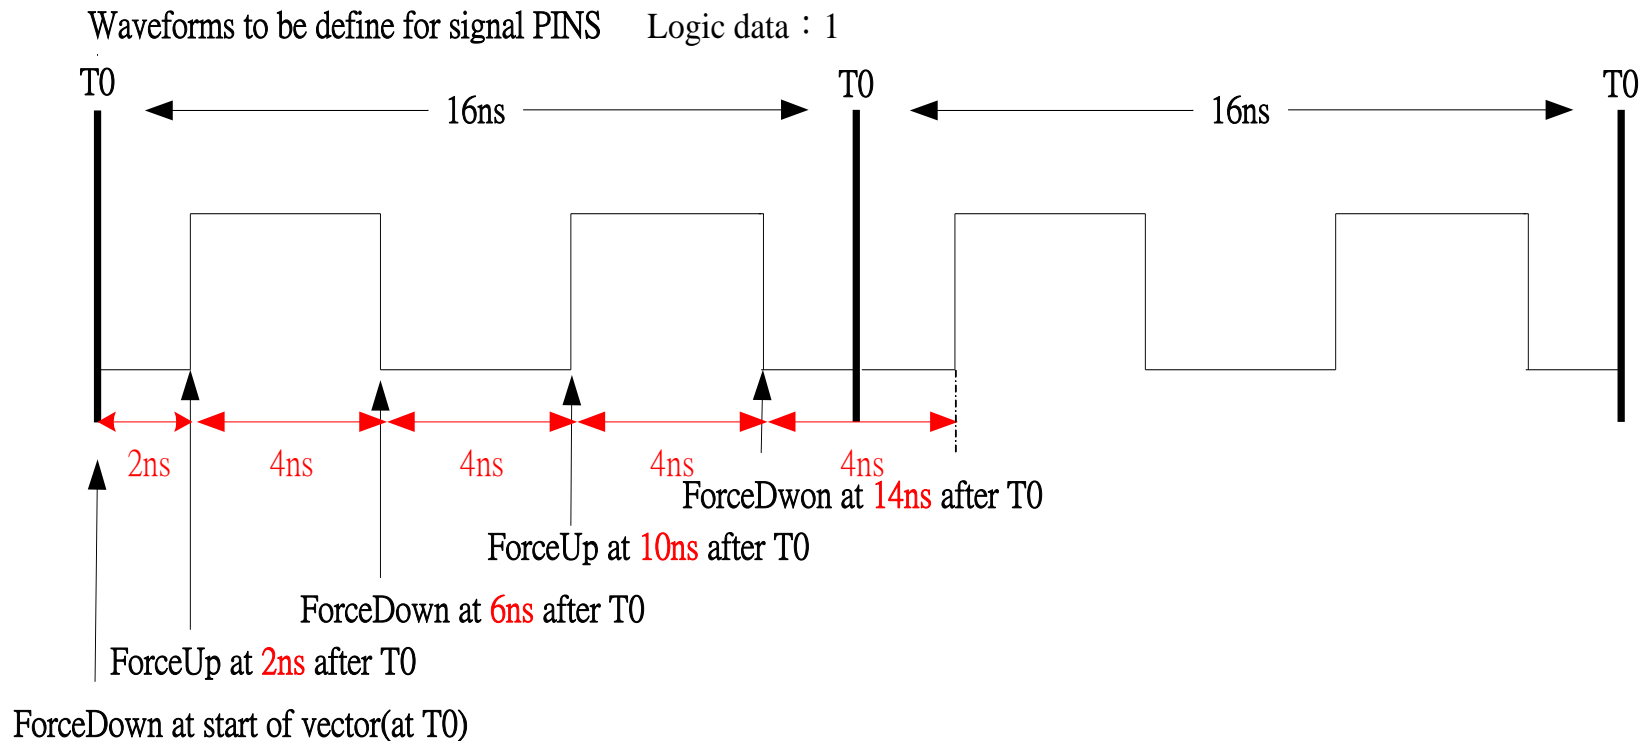 Waveforms to be define for signal PINS Logic data：1
T0 T0 T0
16ns 16ns
2ns 4ns 4ns 4ns 4ns
ForceDwon at 14ns after T0
ForceUp at 10ns after T0
ForceDown at 6ns after T0
ForceUp at 2ns after T0
ForceDown at start of vector(at T0)